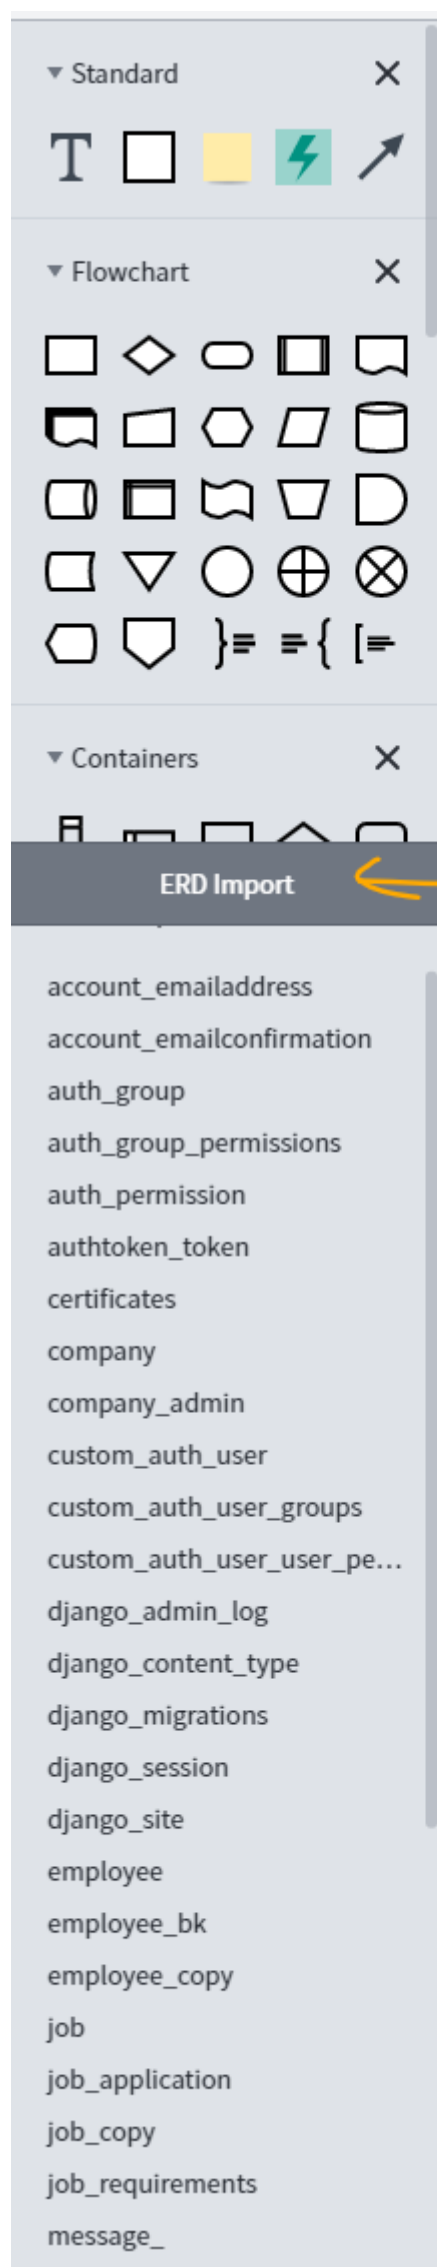 Standard
T
Flowchart
Containers
ERD Import
account_emailaddress
account_emailconfirmation
auth_group
auth_group_permissions
auth_permission
authtoken_token
certificates
company
company_admin
custom_auth_user
custom_auth_user_groups
custom_auth_user_user_pe...
django_admin_log
django_content_type
django_migrations
django_session
django_site
employee
employee_bk
employee_copy
job
job_application
job_copy
job_requirements
message_